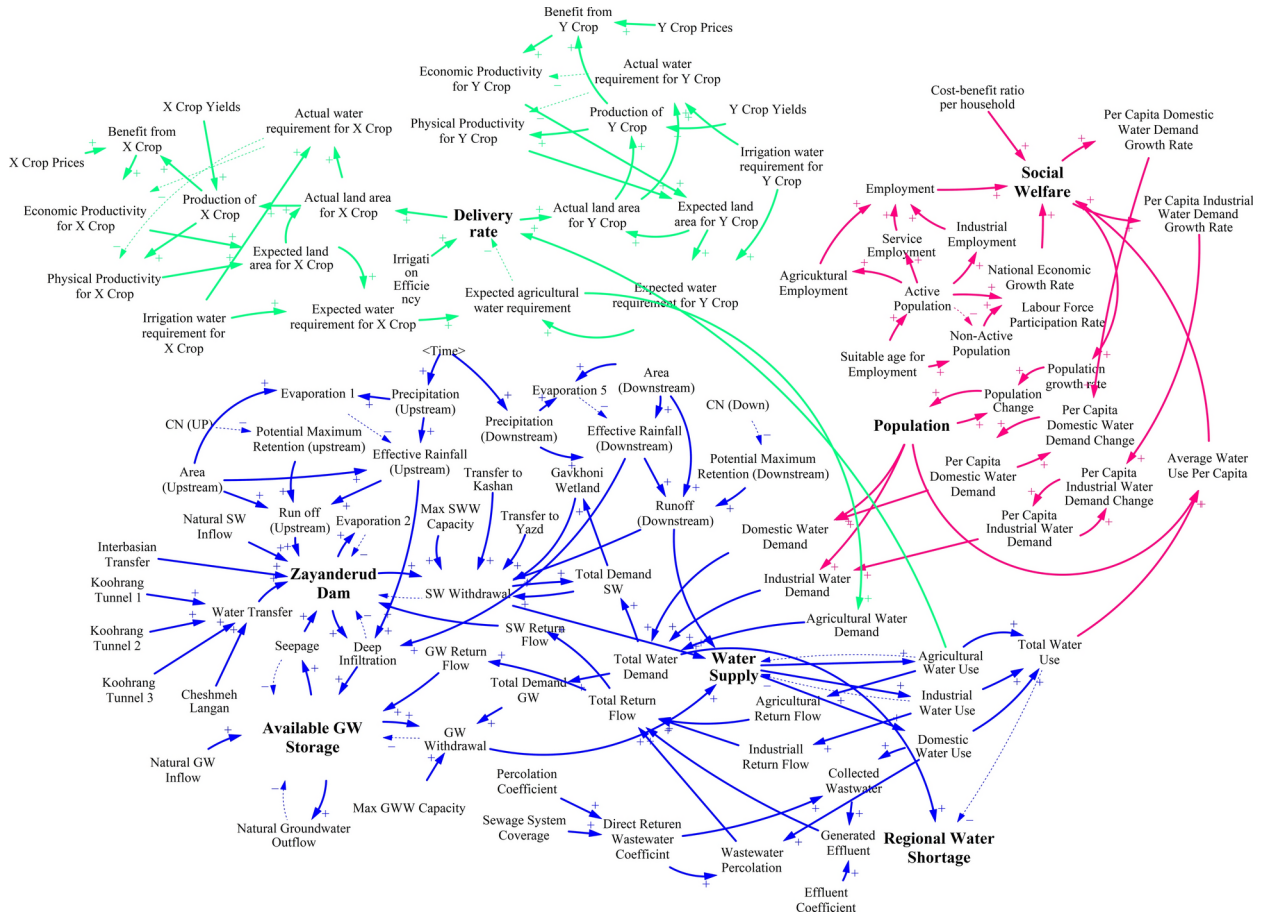 Benefit from
Y Crop
Y Crop Prices
Economic Productivity
for Y Crop
Actual water
requirement for Y Crop
Physical Productivity
for Y Crop
Production of
Y Crop
Y Crop Yields
Irrigation water
requirement for
Y Crop
X Crop Yields
Actual water
requirement for X Crop
Benefit from
X Crop
X Crop Prices
Economic Productivity
for X Crop
Production of
X Crop
Actual land area
for X Crop
Delivery
rate
Actual land area
for Y Crop
Expected land
area for Y Crop
Physical Productivity
for X Crop
Expected land
area for X Crop
Irrigati
on
Efficie
ncy
Irrigation water
requirement for
X Crop
Expected water
requirement for X Crop
Expected agricultural
water requirement
Expected water
requirement for Y Crop
Cost-benefit ratio
per household
Per Capita Domestic
Water Demand
Growth Rate
Social
Welfare
Employment
Per Capita Industrial
Water Demand
Growth Rate
Service
Employment
Industrial
Employment
Agricuktural
Employment
Active
Population
National Economic
Growth Rate
Labour Force
Participation Rate
Non-Active
Population
Suitable age for
Employment
Population
growth rate
Population
Change
Population
Per Capita
Domestic Water
Demand Change
Per Capita
Domestic Water
Demand
Per Capita
Industrial Water
Demand Change
Average Water
Use Per Capita
Per Capita
Industrial Water
Demand
<Time>
Evaporation 1
Precipitation
(Upstream)
Evaporation 5
Area
(Downstream)
CN (UP)
Potential Maximum
Retention (upstream)
Precipitation
(Downstream)
Effective Rainfall
(Downstream)
CN (Down)
Area
(Upstream)
Effective Rainfall
(Upstream)
Transfer to
Kashan
Gavkhoni
Wetland
Potential Maximum
Retention (Downstream)
Natural SW
Inflow
Run off
(Upstream)
Evaporation 2
Max SWW
Capacity
Transfer to
Yazd
Runoff
(Downstream)
Domestic Water
Demand
Interbasian
Transfer
Zayanderud
Dam
SW Withdrawal
Total Demand
SW
Industrial Water
Demand
Koohrang
Tunnel 1
Water Transfer
Agricultural Water
Demand
Koohrang
Tunnel 2
Seepage
Deep
Infiltration
SW Return
Flow
GW Return
Flow
Total Water
Demand
Water
Supply
Agricultural
Water Use
Total Water
Use
Koohrang
Tunnel 3
Cheshmeh
Langan
Total Demand
GW
Total Return
Flow
Agricultural
Return Flow
Industrial
Water Use
Available GW
Storage
GW
Withdrawal
Industriall
Return Flow
Domestic
Water Use
Natural GW
Inflow
Percolation
Coefficient
Collected
Wastwater
Max GWW Capacity
Natural Groundwater
Outflow
Sewage System
Coverage
Direct Returen
Wastewater
Coefficint
Wastewater
Percolation
Generated
Effluent
Regional Water
Shortage
Effluent
Coefficient